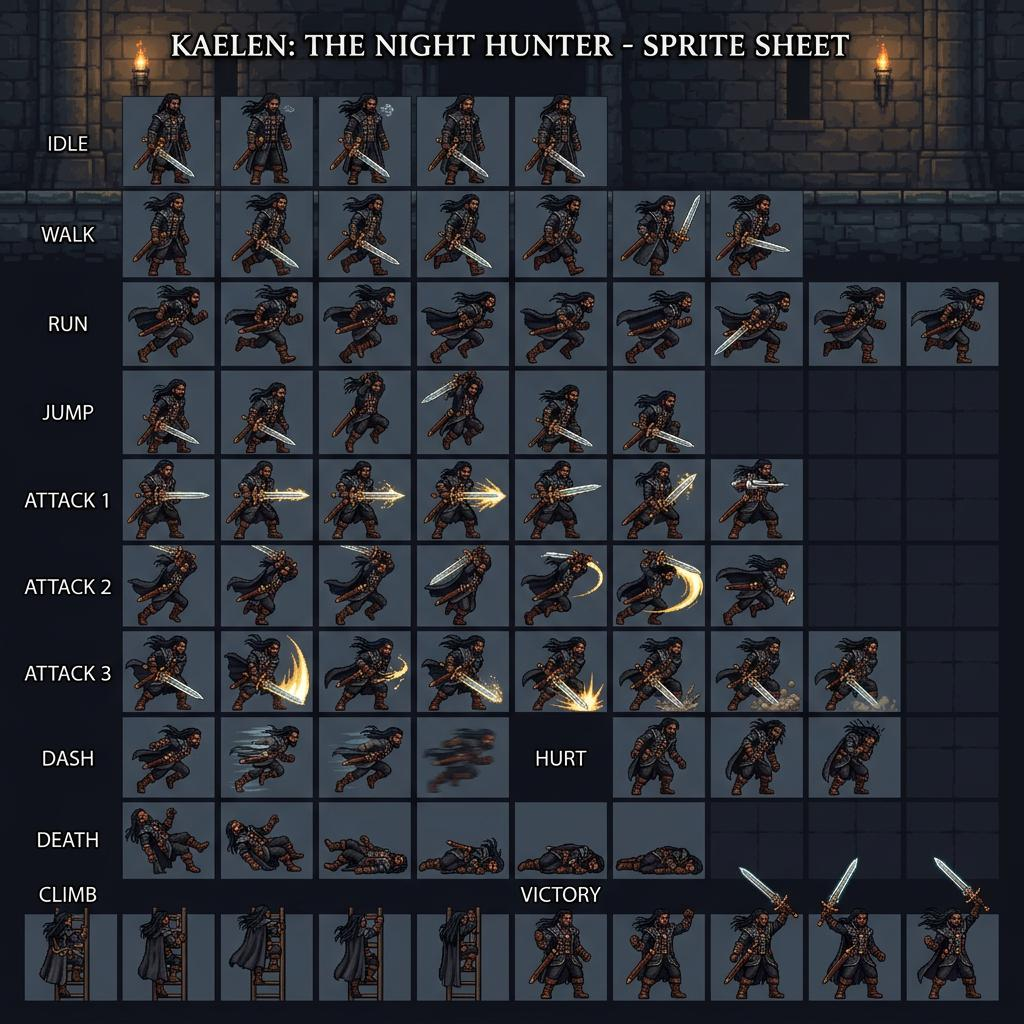 KAELEN: THE NIGHT HUNTER - SPRITE SHEET
IDLE
WALK
RUN
JUMP
ATTACK 1
ATTACK 2
ATTACK 3
DASH
HURT
DEATH
CLIMB
VICTORY